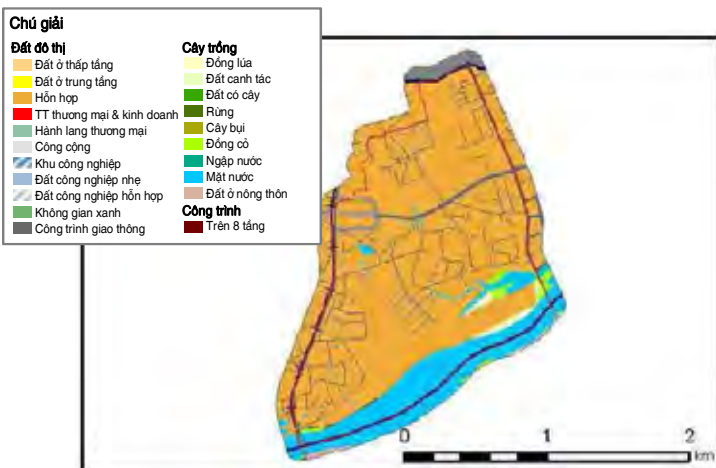 Chú giải
Đất đô thị
Đất ở thấp tầng
Đất ở trung tầng
Hỗn hợp
TT thương mại & kinh doanh
Hành lang thương mại
Công cộng
Khu công nghiệp
Đất công nghiệp nhẹ
Đất công nghiệp hỗn hợp
Không gian xanh
Công trình giao thông
Cây trồng
Đồng lúa
Đất canh tác
Đất có cây
Rừng
Cây bụi
Đồng cỏ
Ngập nước
Mặt nước
Đất ở nông thôn
Công trình
Trên 8 tầng
0 1 2
km